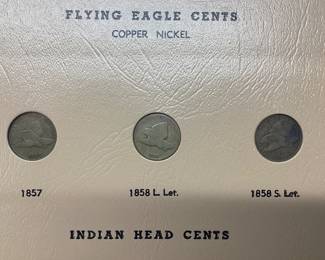 FLYING EAGLE CENTS
COPPER NICKEL
1857
1858 L. Let.
1858 S. Let.
INDIAN HEAD CENTS